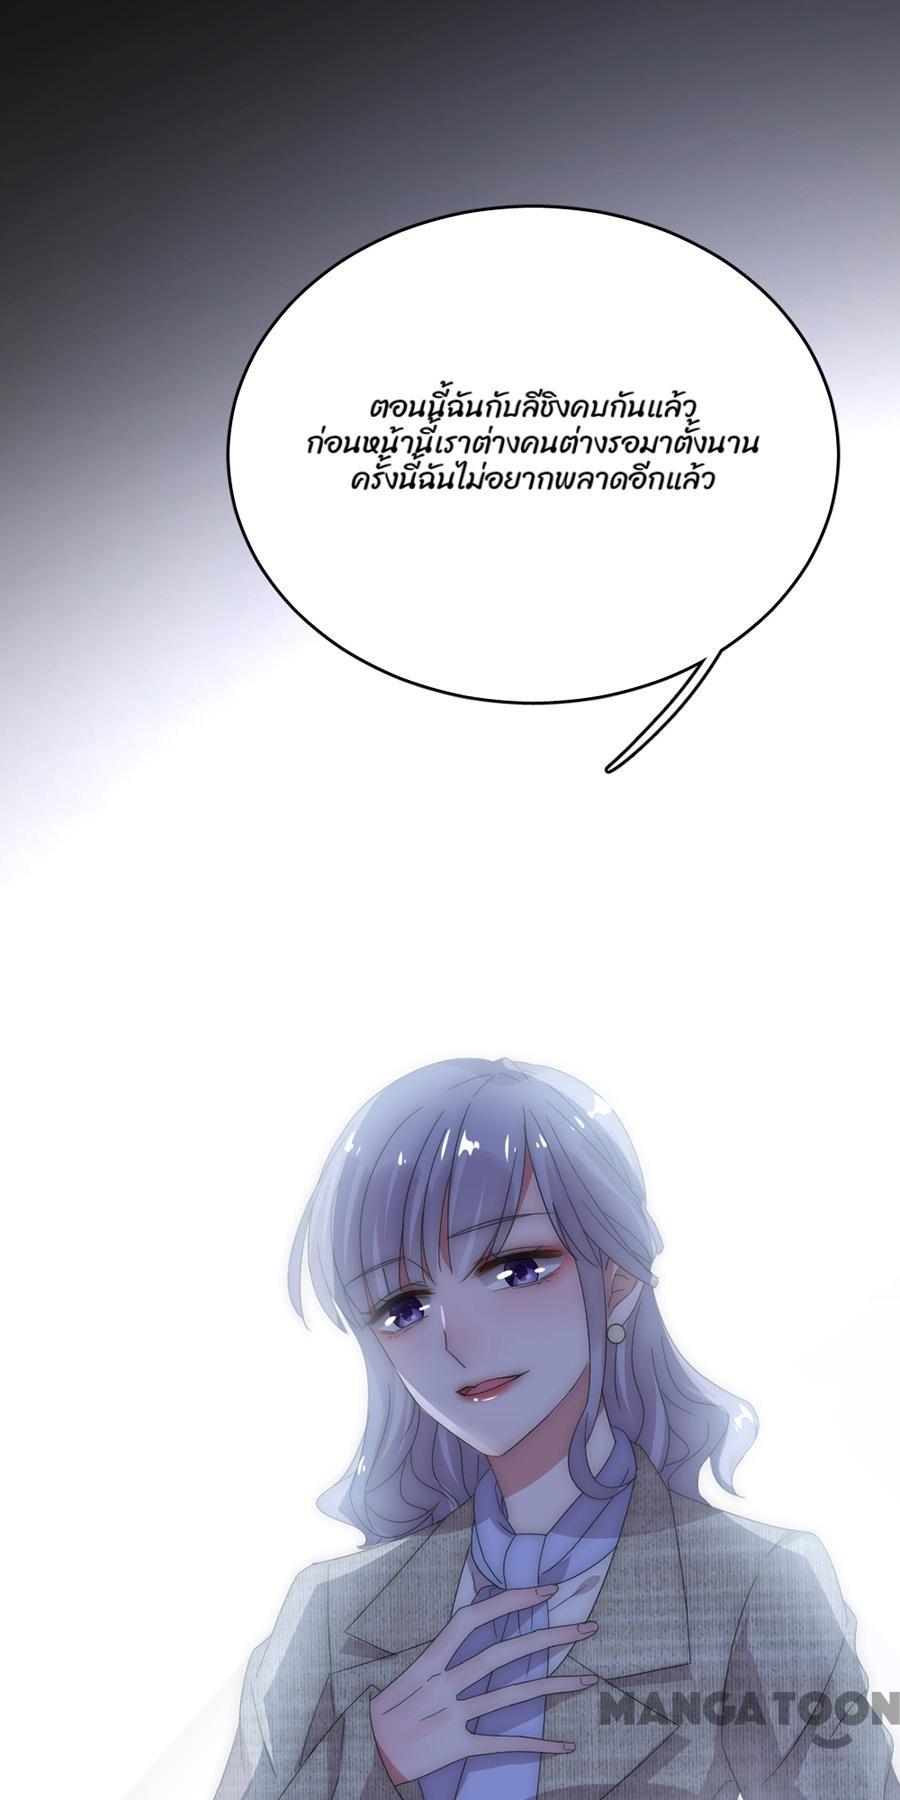 ตอนนี้ฉันกับลีชิงคบกันแล้ว
ก่อนหน้านี้เราต่างคนต่างรอมาตั้งนาน
ครั้งนี้ฉันไม่อยากพลาดอีกแล้ว
MANGATOON